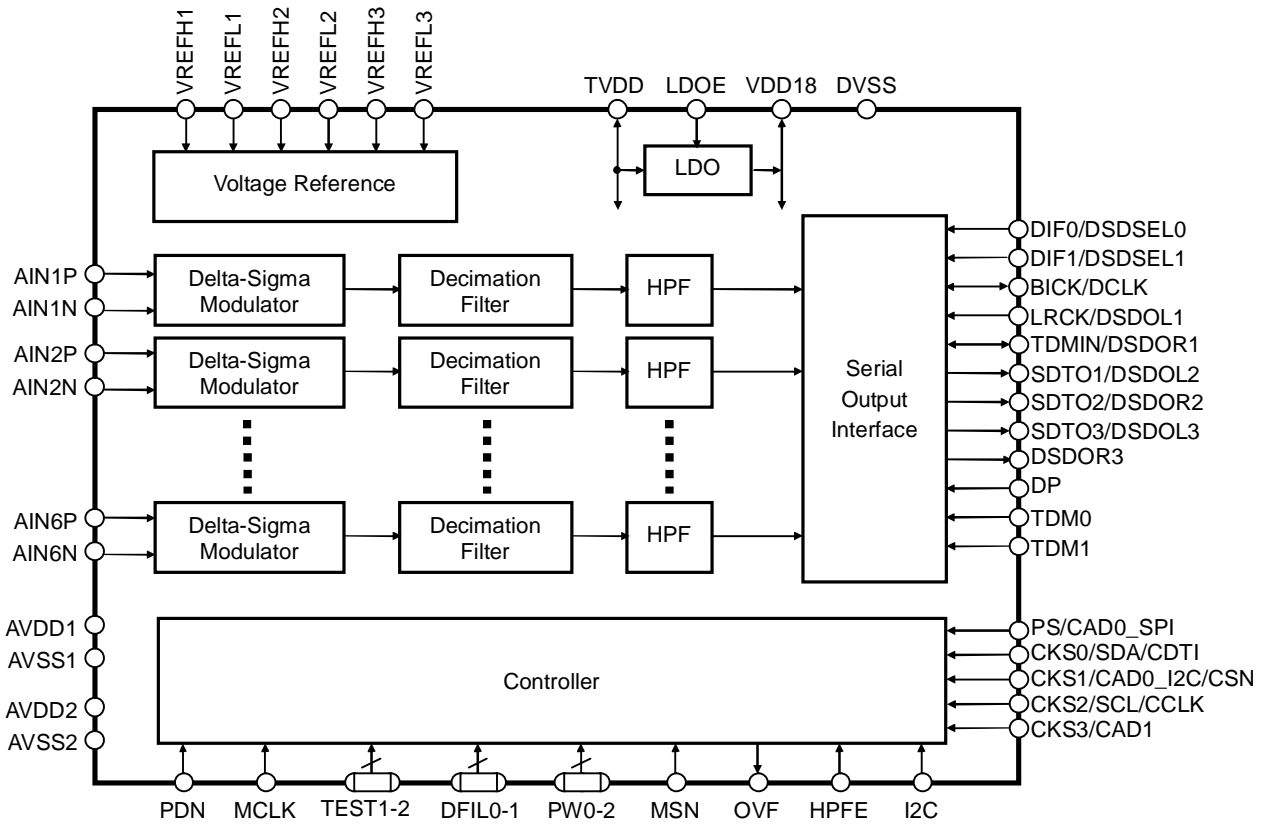 VREFH1
VREFL1
VREFH2
VREFL2
VREFH3
VREFL3
TVDD
LDOE
VDD18
DVSS
Voltage Reference
LDO
AIN1P
AIN1N
Delta-Sigma
Modulator
Decimation
Filter
HPF
AIN2P
AIN2N
Delta-Sigma
Modulator
Decimation
Filter
HPF
AIN6P
AIN6N
Delta-Sigma
Modulator
Decimation
Filter
HPF
Serial
Output
Interface
DIF0/DSDSEL0
DIF1/DSDSEL1
BICK/DCLK
LRCK/DSDOL1
TDMIN/DSDOR1
SDTO1/DSDOL2
SDTO2/DSDOR2
SDTO3/DSDOL3
DSDOR3
DP
TDM0
TDM1
AVDD1
AVSS1
AVDD2
AVSS2
Controller
PS/CAD0_SPI
CKS0/SDA/CDTI
CKS1/CAD0_I2C/CSN
CKS2/SCL/CCLK
CKS3/CAD1
PDN
MCLK
TEST1-2
DFIL0-1
PW0-2
MSN
OVF
HPFE
I2C